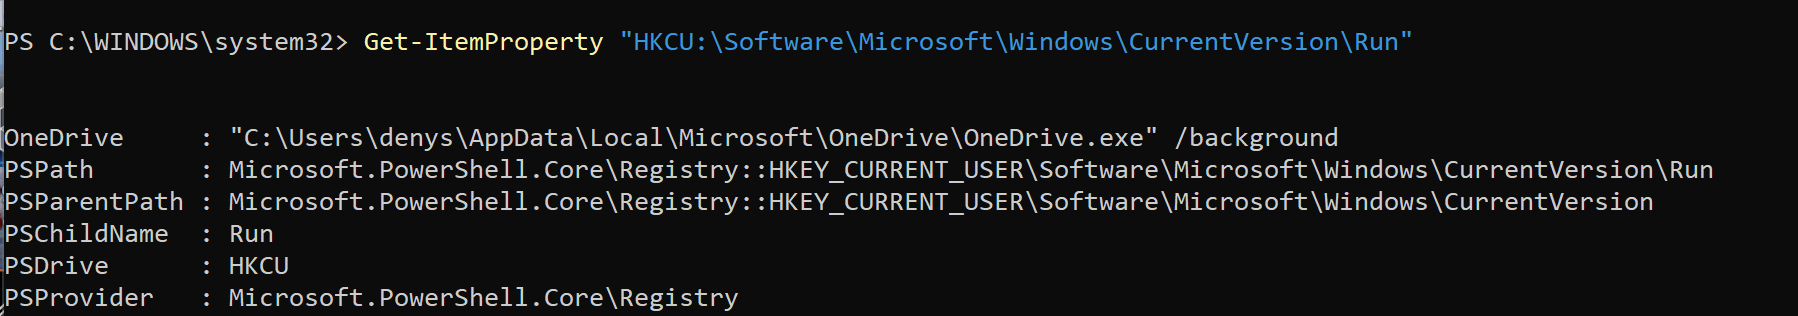 PS C:\WINDOWS\system32> Get-ItemProperty "HKCU:\Software\Microsoft\Windows\CurrentVersion\Run"
OneDrive     : "C:\Users\denys\AppData\Local\Microsoft\OneDrive\OneDrive.exe" /background
PSPath       : Microsoft.PowerShell.Core\Registry::HKEY_CURRENT_USER\Software\Microsoft\Windows\CurrentVersion\Run
PSParentPath : Microsoft.PowerShell.Core\Registry::HKEY_CURRENT_USER\Software\Microsoft\Windows\CurrentVersion
PSChildName  : Run
PSDrive      : HKCU
PSProvider   : Microsoft.PowerShell.Core\Registry